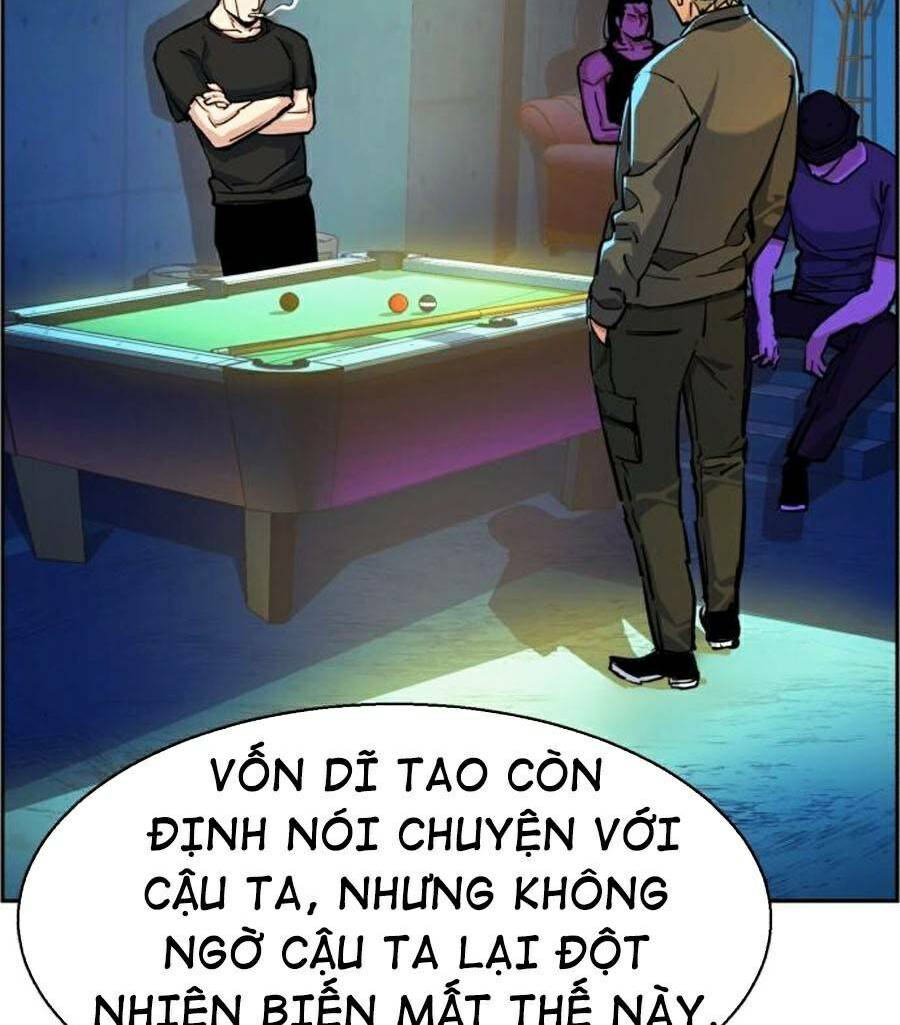 VỐN DĨ TAO CÒN
ĐỊNH NÓI CHUYỆN VỚI
CẬU TA, NHƯNG KHÔNG
NGỜ CẬU TA LẠI ĐỘT
NHIÊN BIẾN MẤT THẾ NÀY.